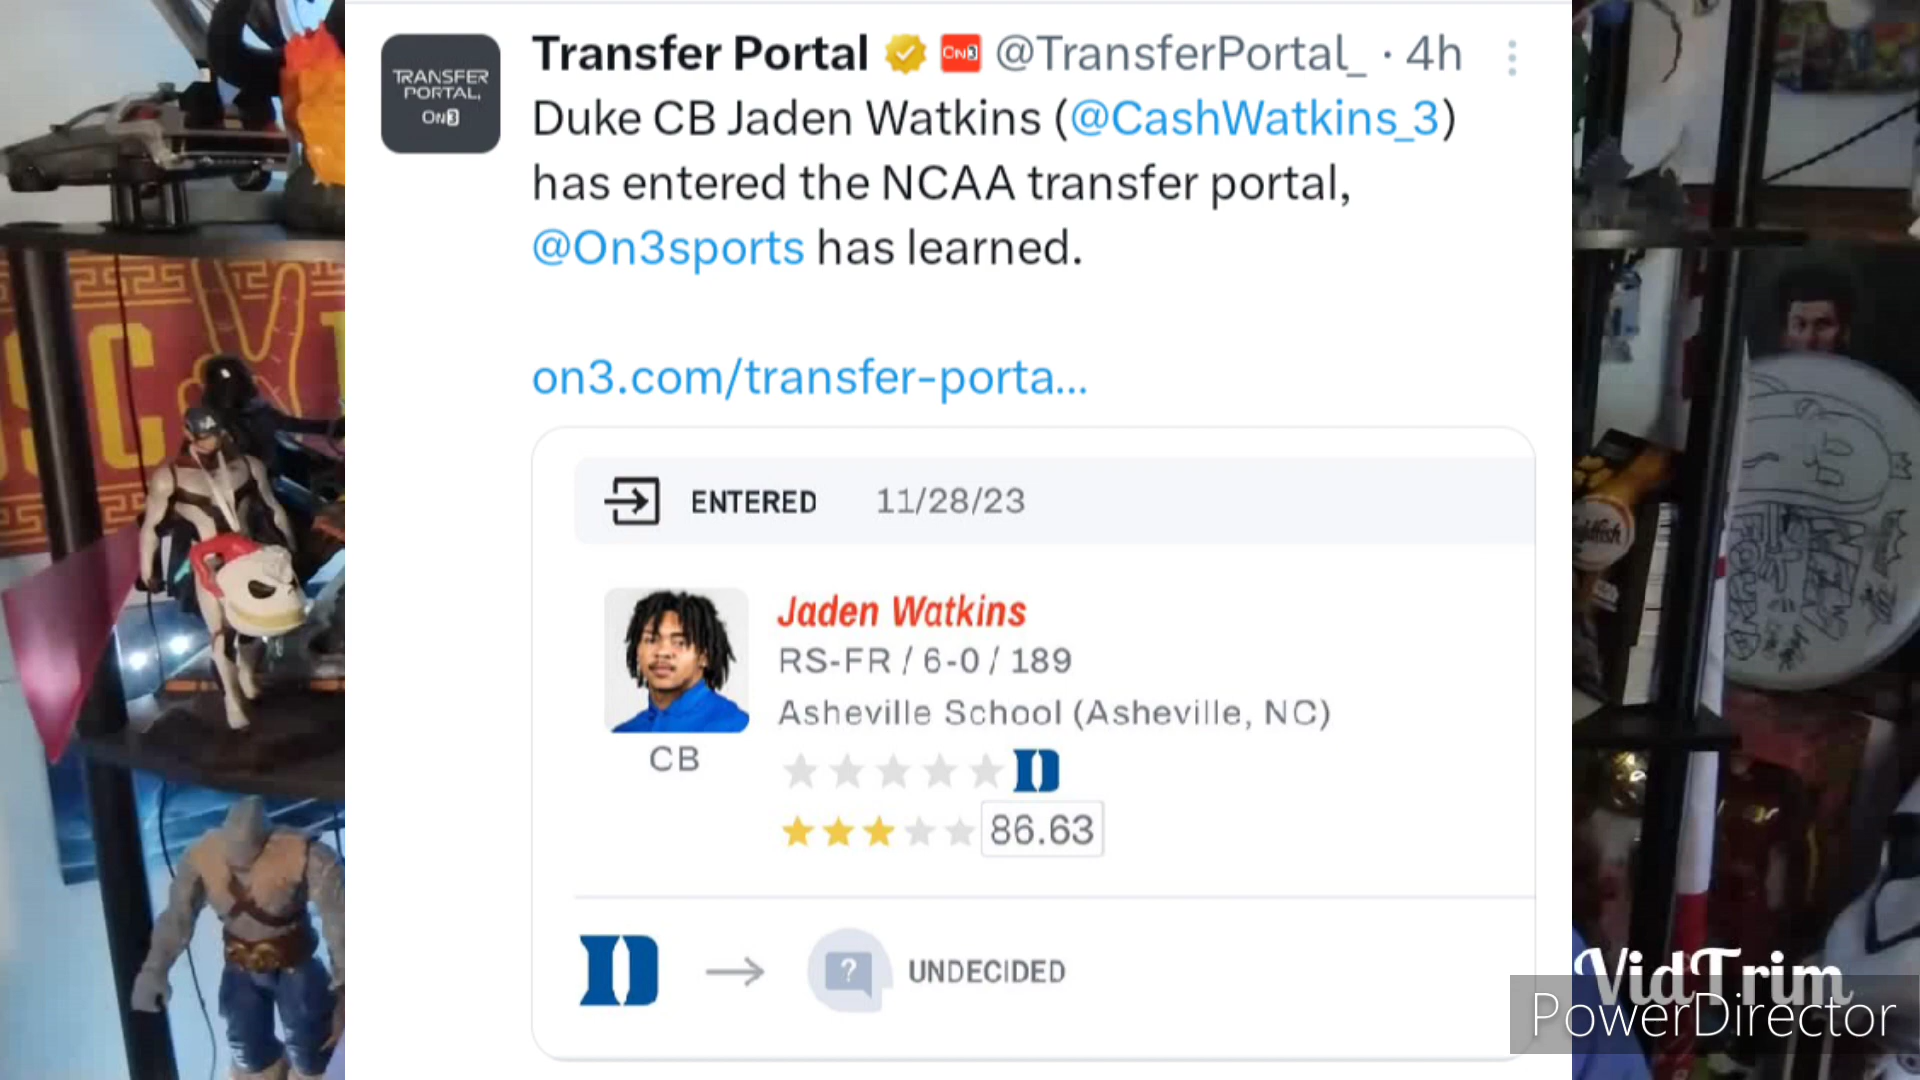 TRANSFER
PORTAL
On3
Transfer Portal On3 @TransferPortal_ · 4h
Duke CB Jaden Watkins (@CashWatkins_3)
has entered the NCAA transfer portal,
@On3sports has learned.
on3.com/transfer-porta...
ENTERED 11/28/23
Jaden Watkins
RS-FR / 6-0 / 189
Asheville School (Asheville, NC)
CB
D
86.63
D → ? UNDECIDED
SC
VidTrim
PowerDirector